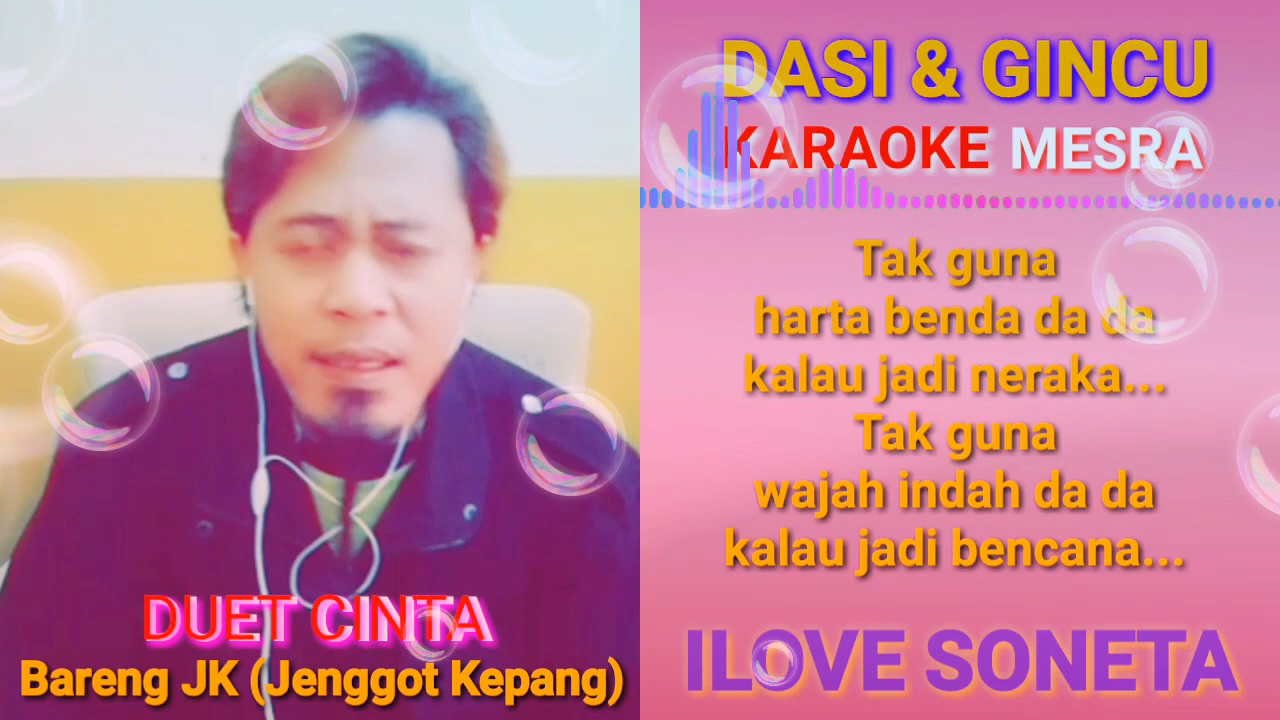 DUET CINTA
Bareng JK (Jenggot Kepang)
DASI & GINCU
KARAOKE MESRA
Tak guna
harta benda da da
kalau jadi neraka...
Tak guna
wajah indah da da
kalau jadi bencana...
ILOVE SONETA